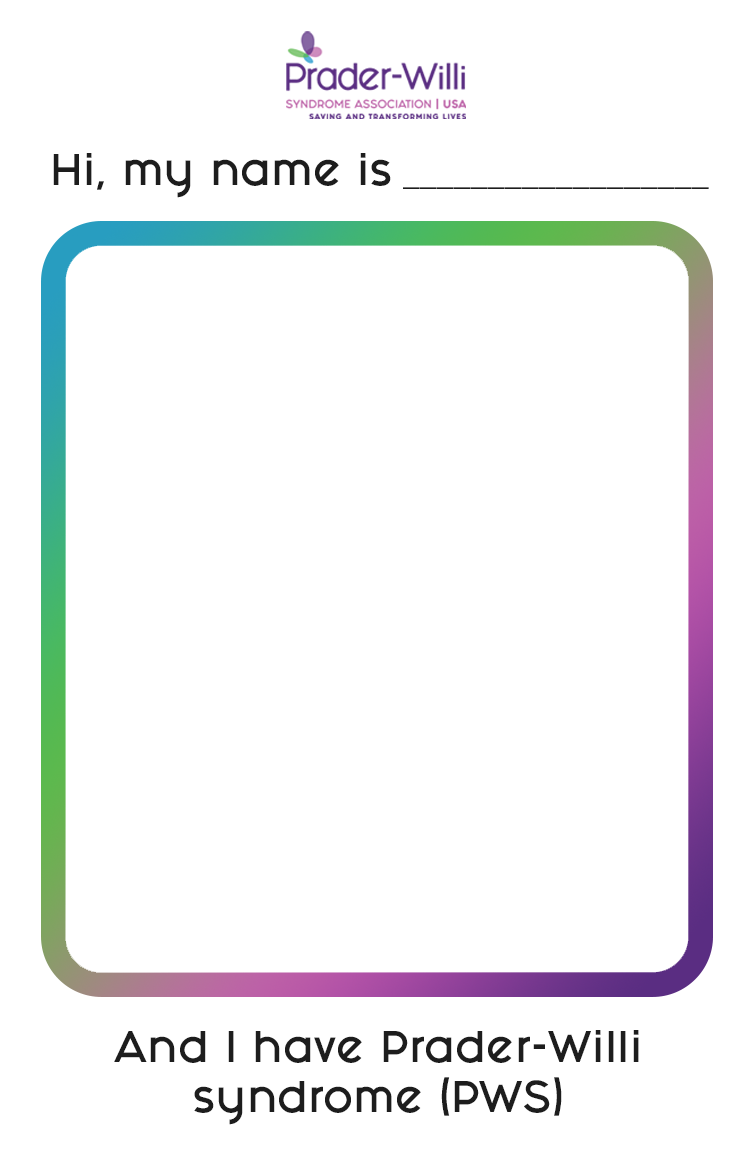 Prader-Willi
SYNDROME ASSOCIATION | USA
SAVING AND TRANSFORMING LIVES
Hi, my name is __________________
And I have Prader-Willi
syndrome (PWS)